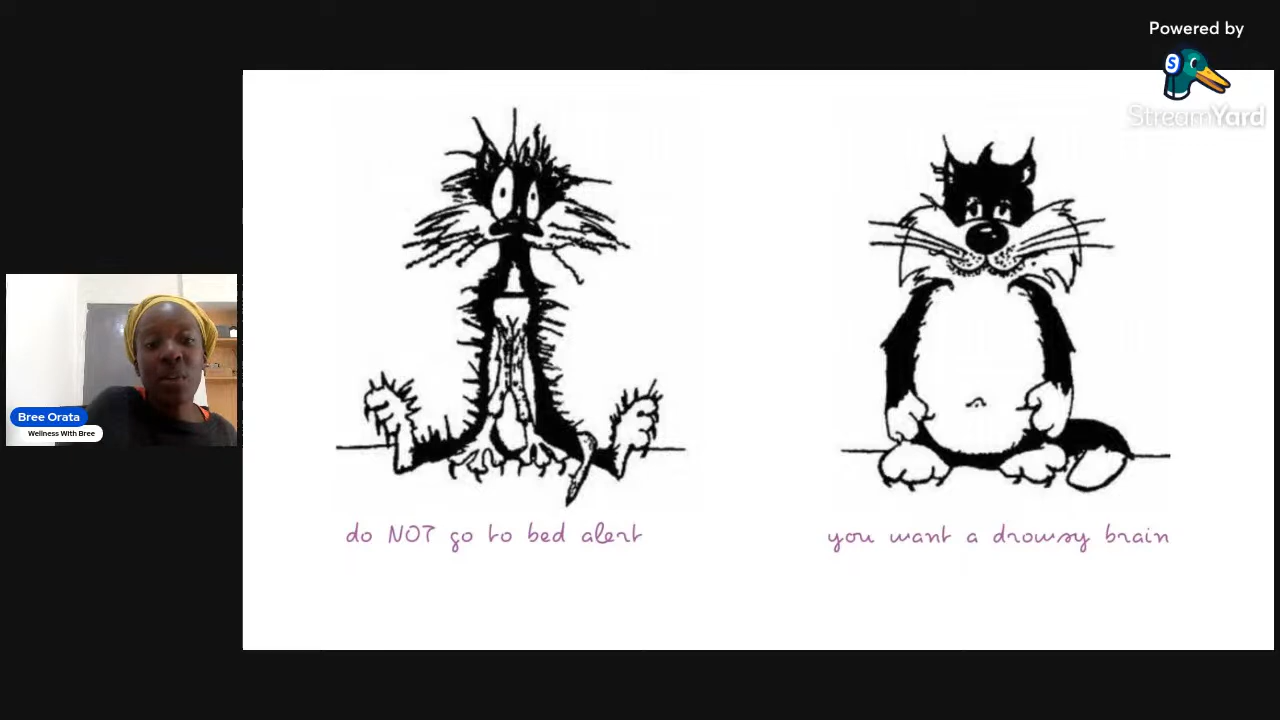 Powered by
S
StreamYard
do NOT go to bed alert
you want a drowsy brain
Bree Orata
Wellness With Bree